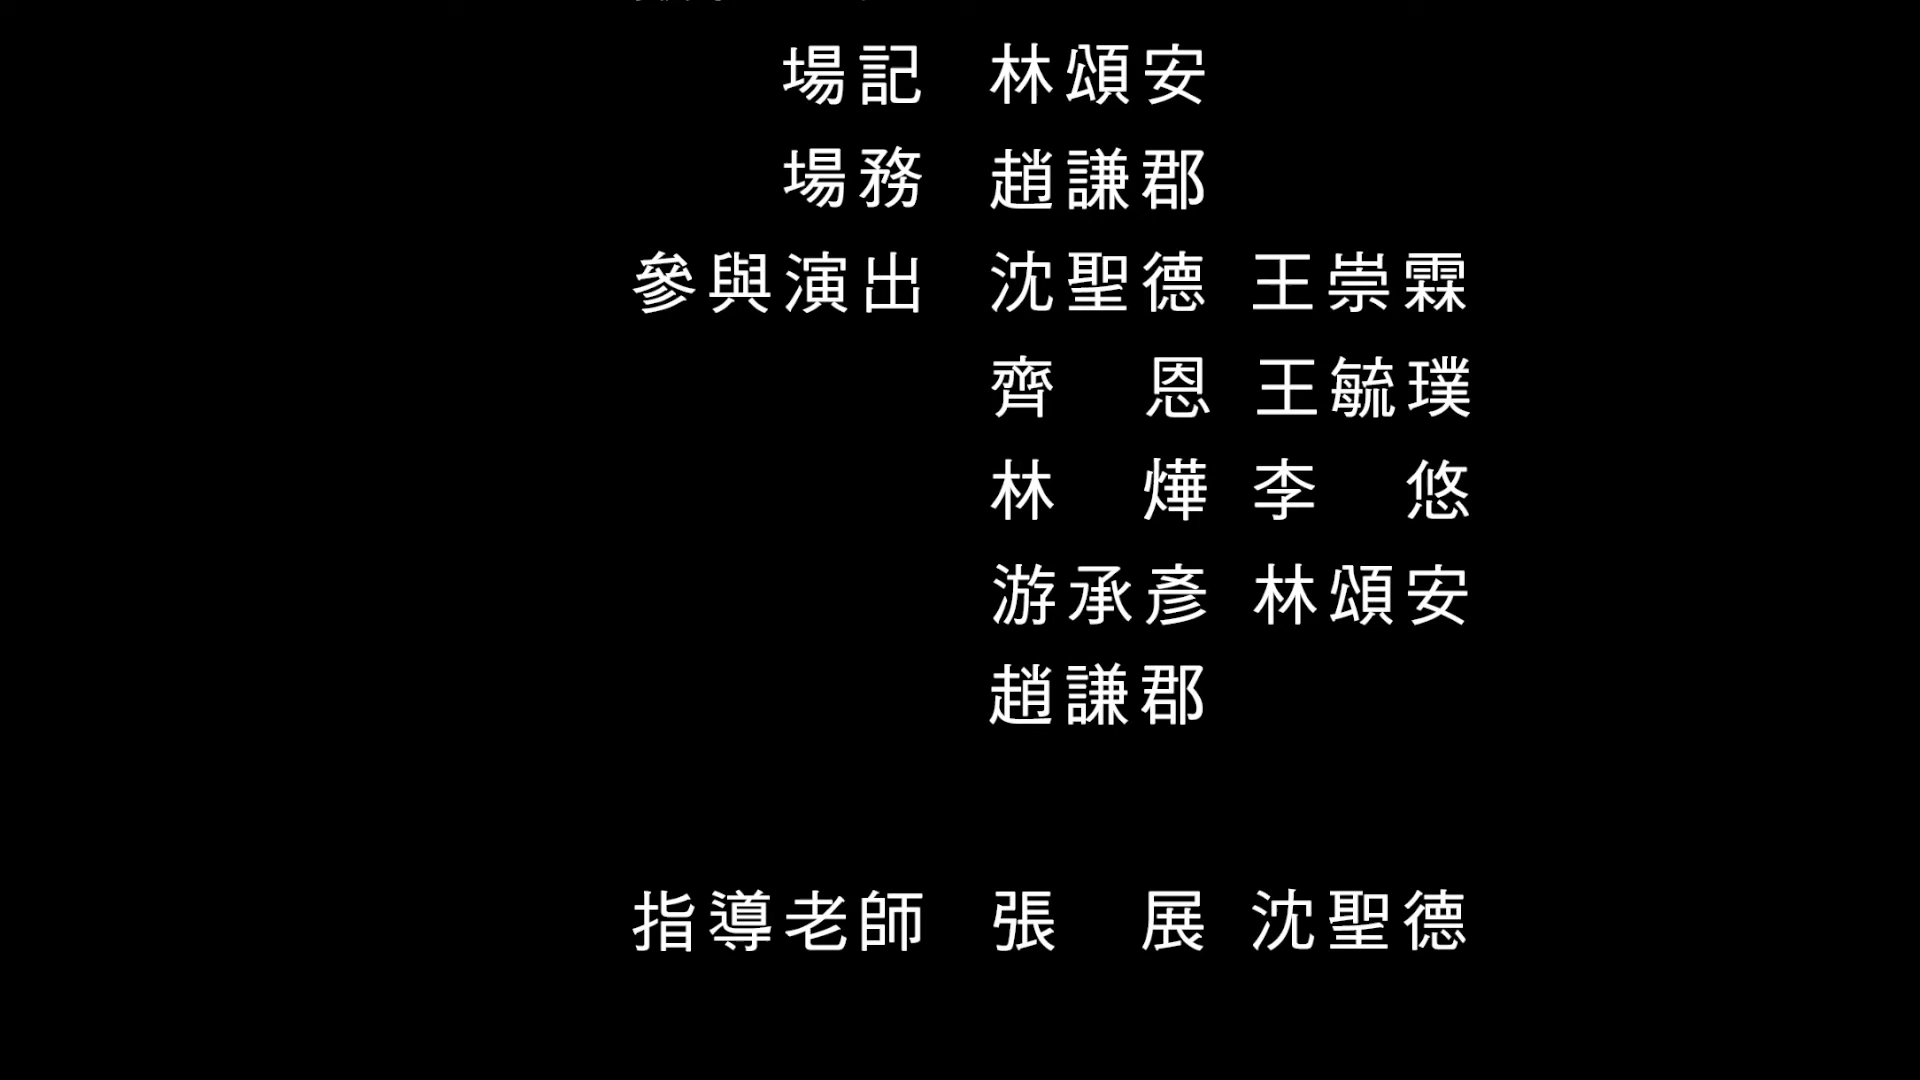 場記 林頌安
場務 趙謙郡
參與演出 沈聖德 王崇霖
齊 恩 王毓璞
林 燁 李 悠
游承彥 林頌安
趙謙郡
指導老師 張 展 沈聖德